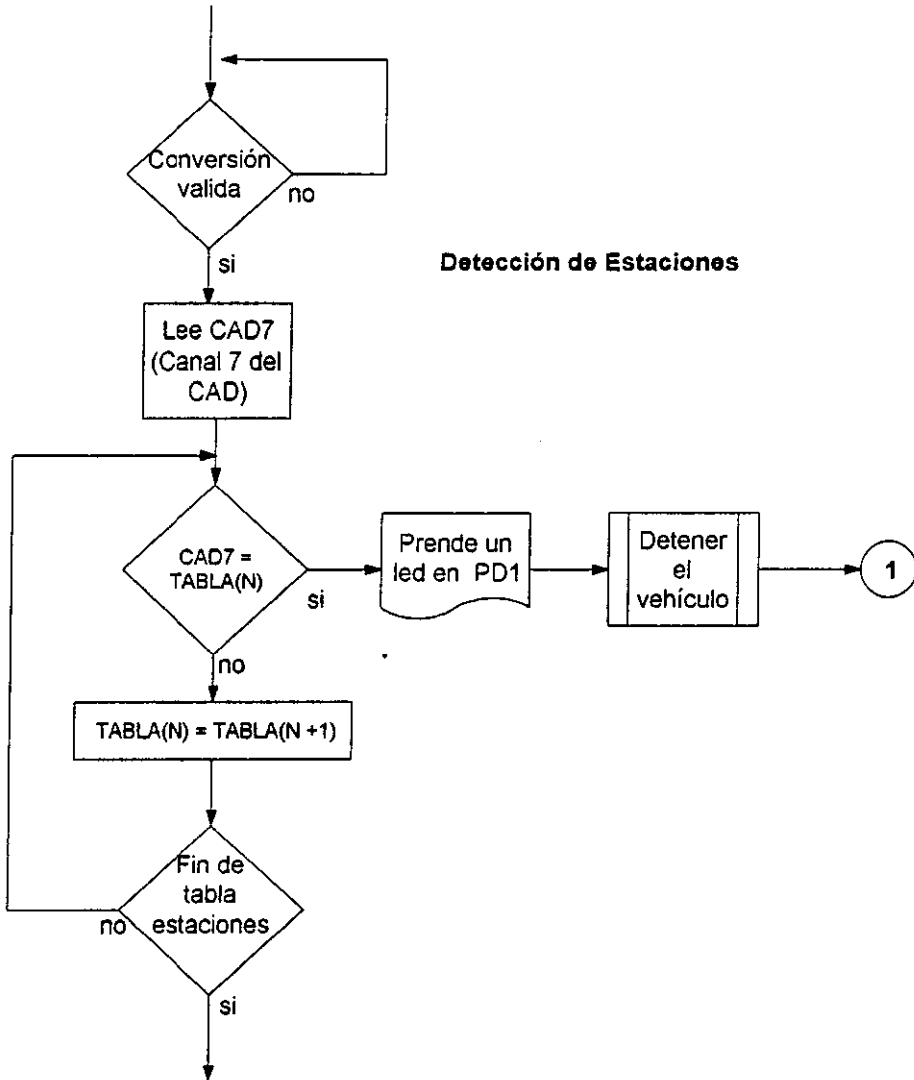 Conversión
valida
no
si
Detección de Estaciones
Lee CAD7
(Canal 7 del
CAD)
CAD7 =
TABLA(N)
si
Prende un
led en PD1
Detener
el
vehículo
1
no
TABLA(N) = TABLA(N +1)
Fin de
tabla
estaciones
no
si